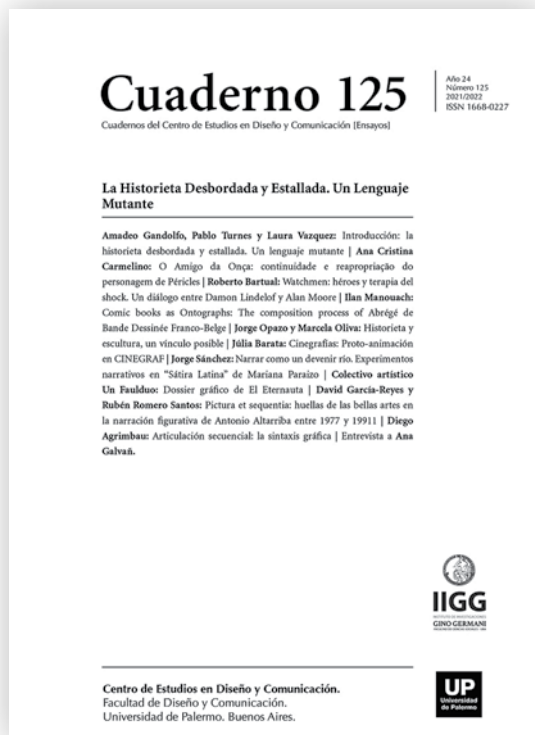 Cuaderno 125
Cuadernos del Centro de Estudios en Diseño y Comunicación [Ensayos]
Año 24
Número 125
2021/2022
ISSN 1668-0227
La Historieta Desbordada y Estallada. Un Lenguaje
Mutante
Amadeo Gandolfo, Pablo Turnes y Laura Vazquez: Introducción: la
historieta desbordada y estallada. Un lenguaje mutante | Ana Cristina
Carmelino: O Amigo da Onça: continuidade e reapropriação do
personagem de Péricles | Roberto Bartual: Watchmen: héroes y terapia del
shock. Un diálogo entre Damon Lindelof y Alan Moore | Ilan Manouach:
Comic books as Ontographs: The composition process of Abrégé de
Bande Dessinée Franco-Belge | Jorge Opazo y Marcela Oliva: Historieta y
escultura, un vínculo posible | Júlia Barata: Cinegrafías: Proto-animación
en CINEGRAF | Jorge Sánchez: Narrar como un devenir río. Experimentos
narrativos en “Sátira Latina” de Mariana Paraizo | Colectivo artístico
Un Faulduo: Dossier gráfico de El Eternauta | David García-Reyes y
Rubén Romero Santos: Pictura et sequentia: huellas de las bellas artes en
la narración figurativa de Antonio Altarriba entre 1977 y 19911 | Diego
Agrimbau: Articulación secuencial: la sintaxis gráfica | Entrevista a Ana
Galvañ.
IIGG
INSTITUTO DE INVESTIGACIONES
GINO GERMANI
Centro de Estudios en Diseño y Comunicación.
Facultad de Diseño y Comunicación.
Universidad de Palermo. Buenos Aires.
UP
Universidad
de Palermo